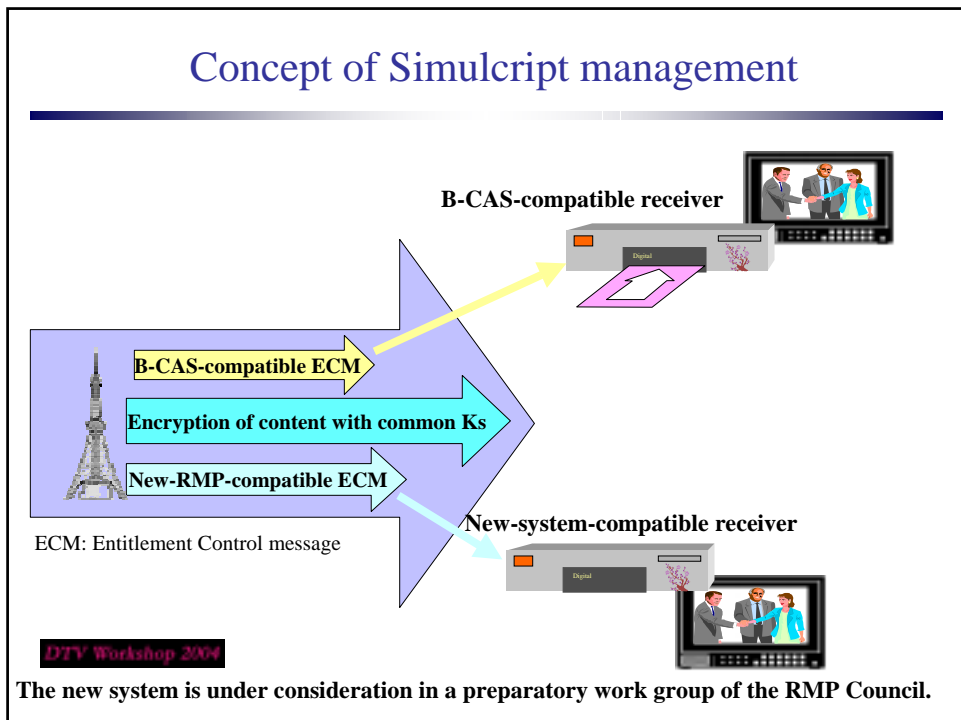 Concept of Simulcript management
B-CAS-compatible receiver
Digital
B-CAS-compatible ECM
Encryption of content with common Ks
New-RMP-compatible ECM
New-system-compatible receiver
ECM: Entitlement Control message
Digital
DTV Workshop 2004
The new system is under consideration in a preparatory work group of the RMP Council.